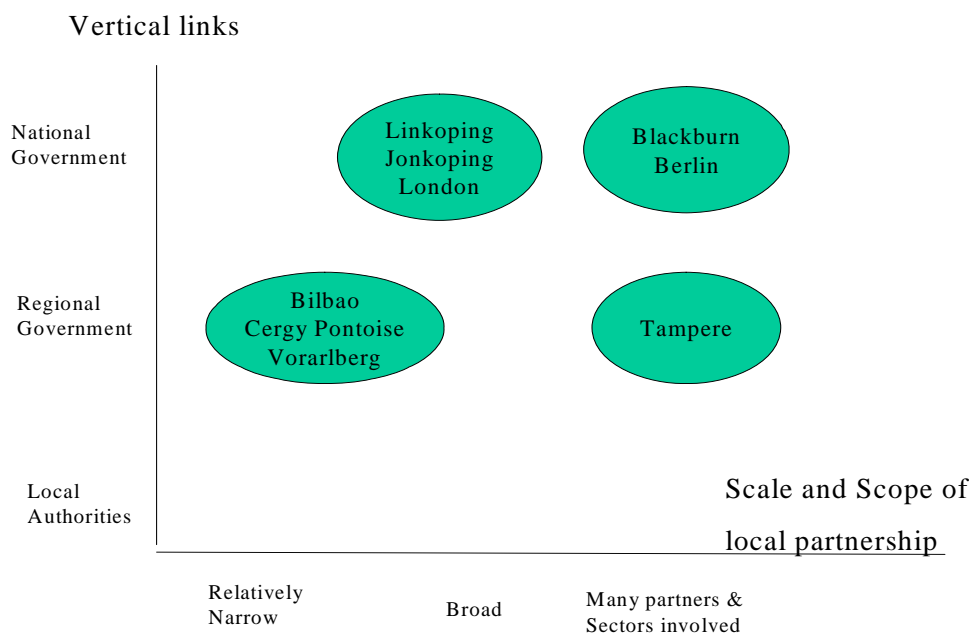 Vertical links
National
Government
Linkoping
Jonkoping
London
Blackburn
Berlin
Regional
Government
Bilbao
Cergy Pontoise
Vorarlberg
Tampere
Local
Authorities
Scale and Scope of
local partnership
Relatively
Narrow
Broad
Many partners &
Sectors involved